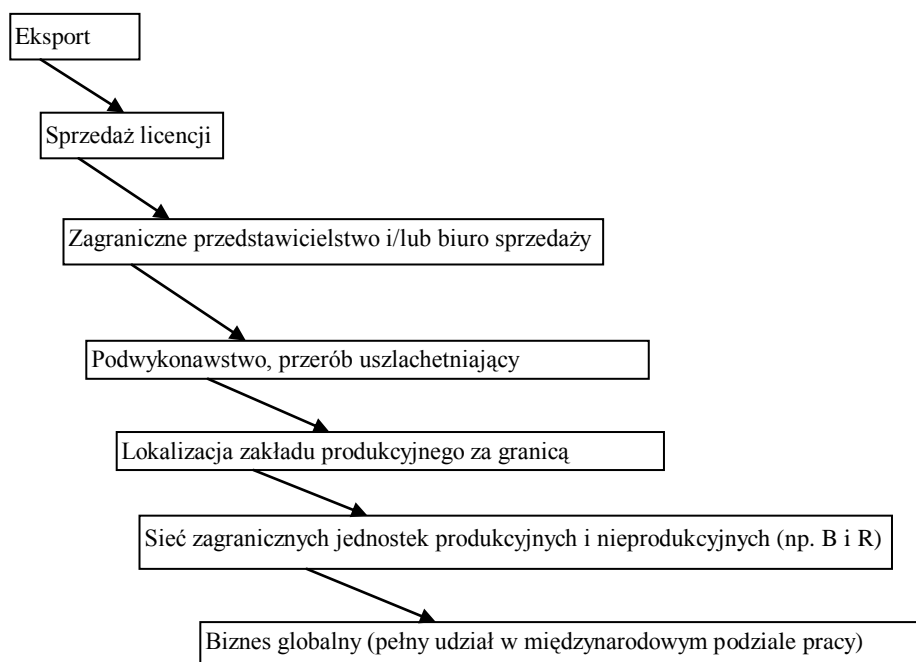 Eksport
Sprzedaż licencji
Zagraniczne przedstawicielstwo i/lub biuro sprzedaży
Podwykonawstwo, przerób uszlachetniający
Lokalizacja zakładu produkcyjnego za granicą
Sieć zagranicznych jednostek produkcyjnych i nieprodukcyjnych (np. B i R)
Biznes globalny (pełny udział w międzynarodowym podziale pracy)